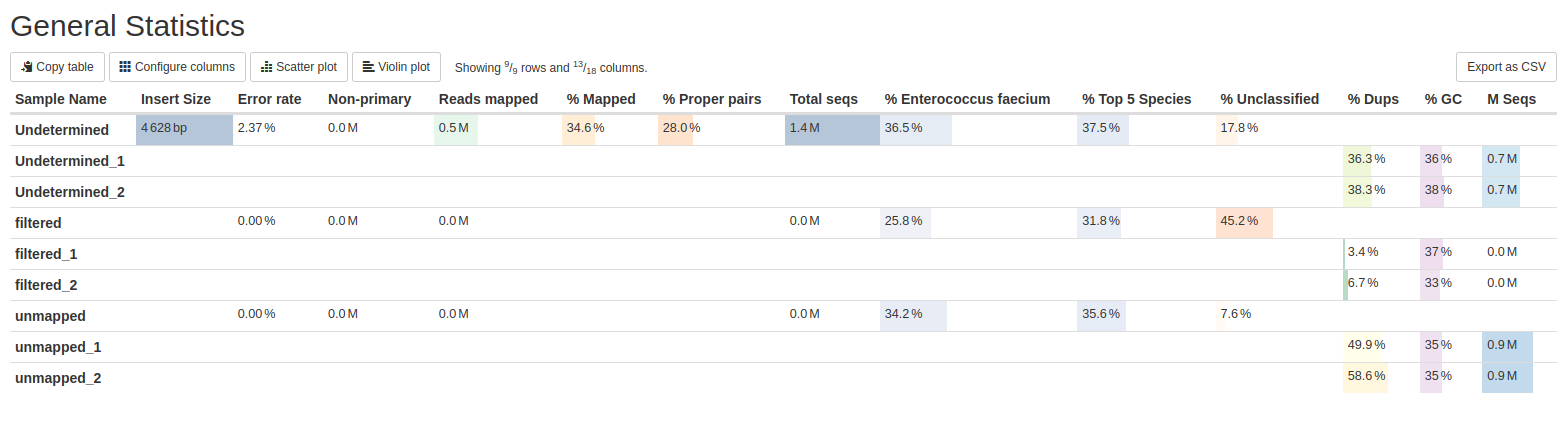 General Statistics
Copy table Configure columns Scatter plot Violin plot Showing 9/9 rows and 13/18 columns. Export as CSV
Sample Name Insert Size Error rate Non-primary Reads mapped % Mapped % Proper pairs Total seqs % Enterococcus faecium % Top 5 Species % Unclassified % Dups % GC M Seqs
Undetermined 4 628 bp 2.37 % 0.0 M 0.5 M 34.6 % 28.0 % 1.4 M 36.5 % 37.5 % 17.8 %
Undetermined_1 36.3 % 36 % 0.7 M
Undetermined_2 38.3 % 38 % 0.7 M
filtered 0.00 % 0.0 M 0.0 M 0.0 M 25.8 % 31.8 % 45.2 %
filtered_1 3.4 % 37 % 0.0 M
filtered_2 6.7 % 33 % 0.0 M
unmapped 0.00 % 0.0 M 0.0 M 0.0 M 34.2 % 35.6 % 7.6 %
unmapped_1 49.9 % 35 % 0.9 M
unmapped_2 58.6 % 35 % 0.9 M